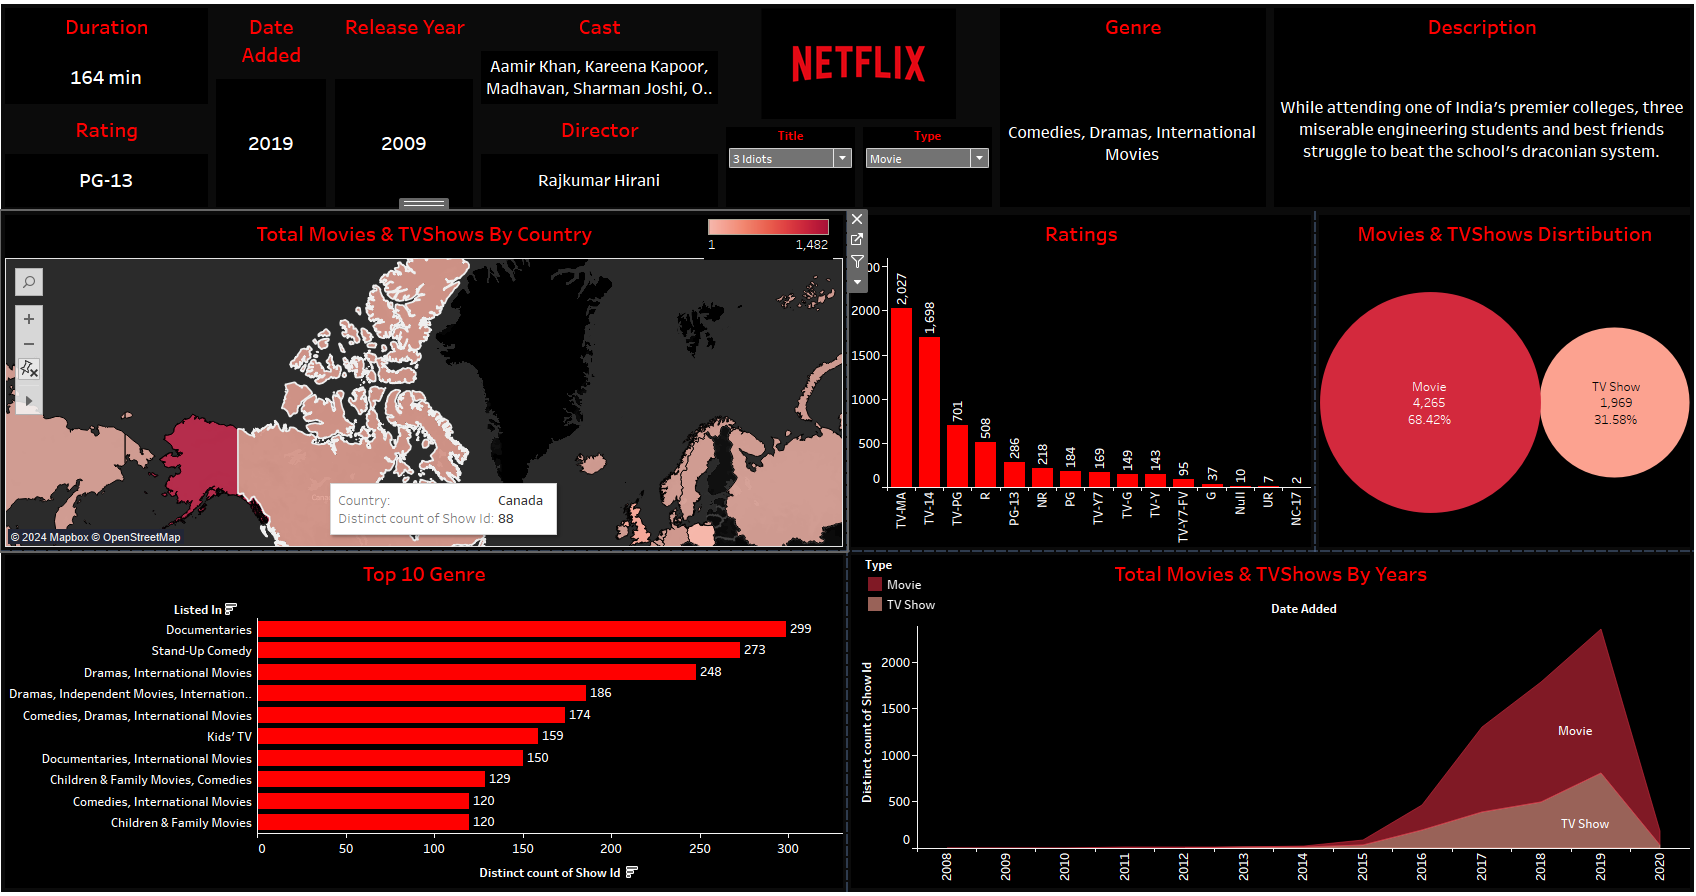 Duration
164 min
Rating
PG-13
Date
Added
2019
Release Year
2009
Cast
Aamir Khan, Kareena Kapoor,
Madhavan, Sharman Joshi, O..
Director
Rajkumar Hirani
NETFLIX
Title
3 Idiots
Type
Movie
Genre
Comedies, Dramas, International
Movies
Description
While attending one of India's premier colleges, three
miserable engineering students and best friends
struggle to beat the school's draconian system.
Total Movies & TVShows By Country
1 1,482
Country: Canada
Distinct count of Show Id: 88
© 2024 Mapbox © OpenStreetMap
Ratings
2000
1500
1000
500
0
2,027
1,698
701
508
286
218
184
169
149
143
95
37
10
7
2
TV-MA
TV-14
TV-PG
R
PG-13
NR
PG
TV-Y7
TV-G
TV-Y
TV-Y7-FV
G
Null
UR
NC-17
Movies & TVShows Disrtibution
Movie
4,265
68.42%
TV Show
1,969
31.58%
Top 10 Genre
Listed In
Documentaries 299
Stand-Up Comedy 273
Dramas, International Movies 248
Dramas, Independent Movies, Internation.. 186
Comedies, Dramas, International Movies 174
Kids' TV 159
Documentaries, International Movies 150
Children & Family Movies, Comedies 129
Comedies, International Movies 120
Children & Family Movies 120
0 50 100 150 200 250 300
Distinct count of Show Id
Type
Movie
TV Show
Total Movies & TVShows By Years
Date Added
Distinct count of Show Id
2000
1500
1000
500
0
Movie
TV Show
2008 2009 2010 2011 2012 2013 2014 2015 2016 2017 2018 2019 2020